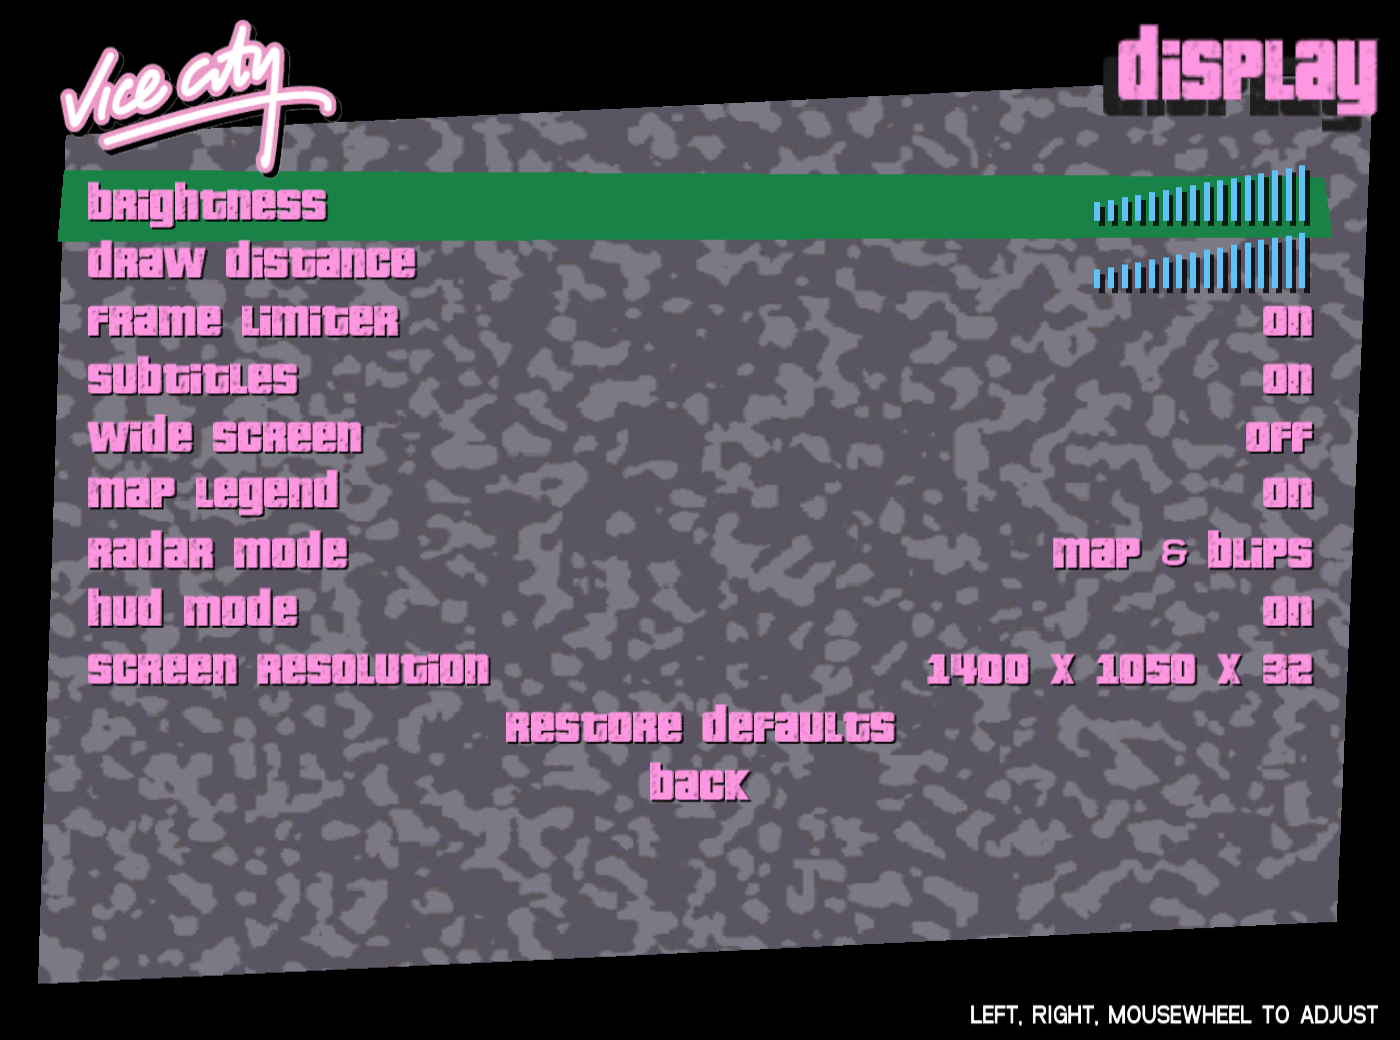 Vice City
display
brightness
draw distance
frame limiter ON
subtitles ON
wide screen OFF
map legend ON
radar mode map & blips
hud mode ON
screen resolution 1400 X 1050 X 32
restore defaults
back
LEFT, RIGHT, MOUSEWHEEL TO ADJUST